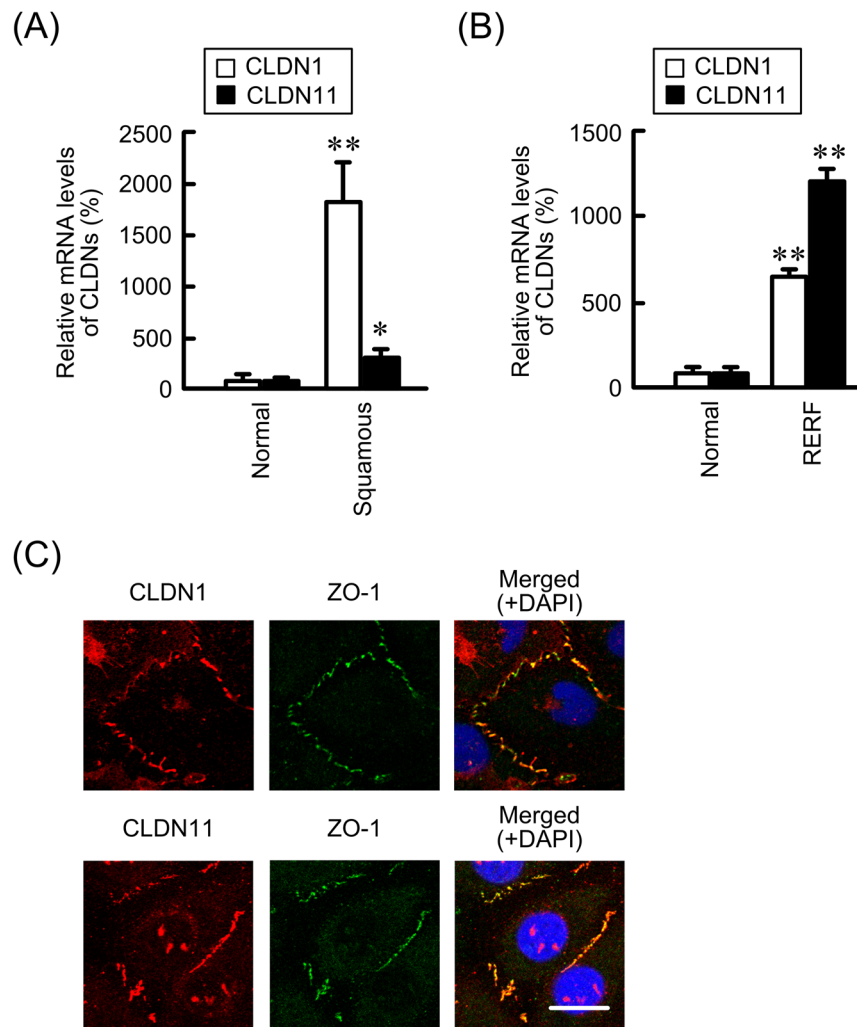 (A)
CLDN1
CLDN11
Relative mRNA levels
of CLDNs (%)
2500
2000
1500
1000
500
0
**
*
Normal
Squamous
(B)
CLDN1
CLDN11
Relative mRNA levels
of CLDNs (%)
1500
1000
500
0
**
**
Normal
RERF
(C)
CLDN1
ZO-1
Merged
(+DAPI)
CLDN11
ZO-1
Merged
(+DAPI)